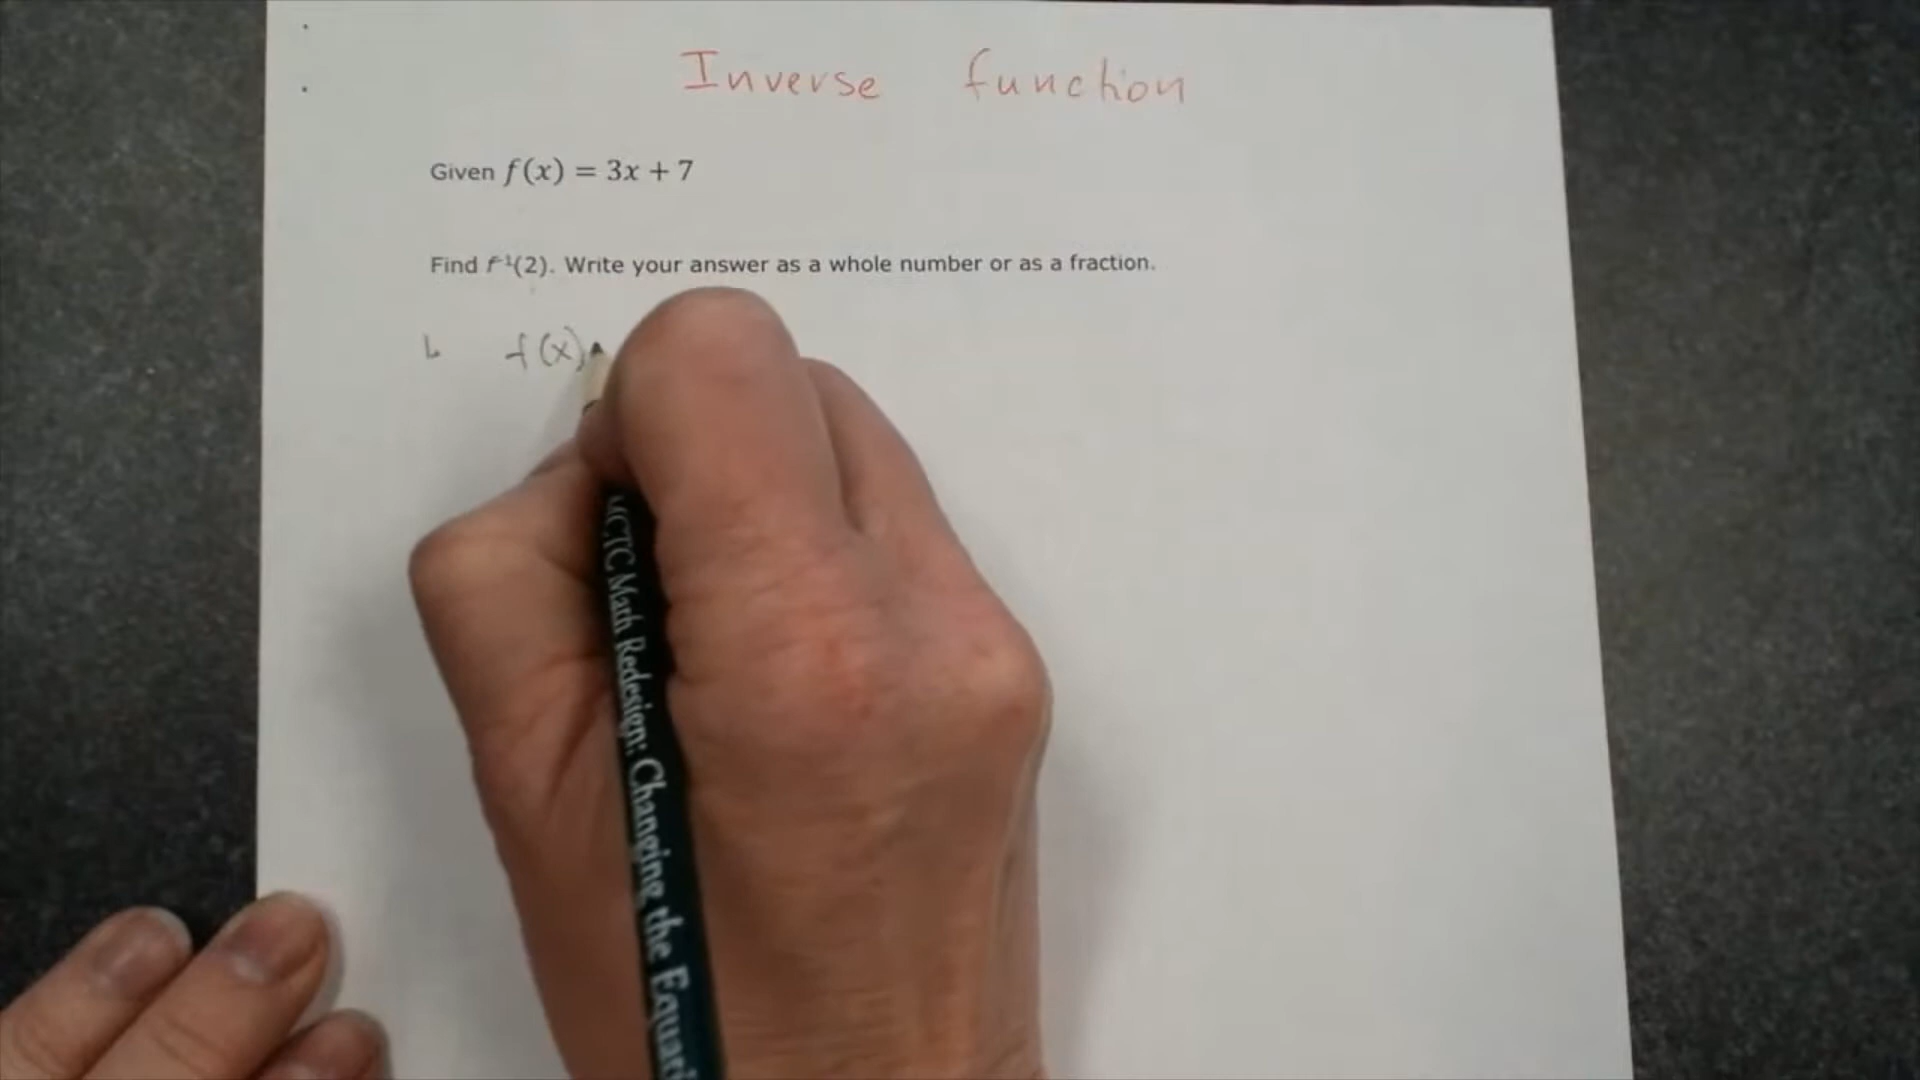 Inverse function
Given f(x) = 3x + 7
Find f⁻¹(2). Write your answer as a whole number or as a fraction.
f(x)
MCTC Math Redesign: Changing the Equati